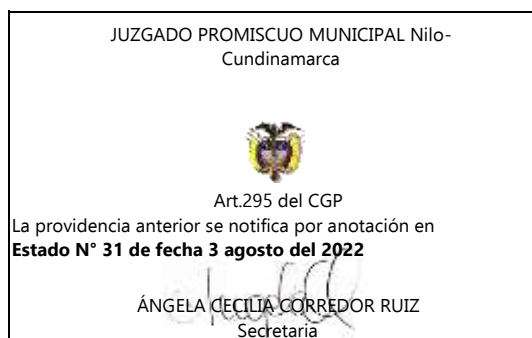 JUZGADO PROMISCUO MUNICIPAL Nilo-
Cundinamarca
Art.295 del CGP
La providencia anterior se notifica por anotación en
Estado N° 31 de fecha 3 agosto del 2022
ÁNGELA CECILIA CORREDOR RUIZ
Secretaria